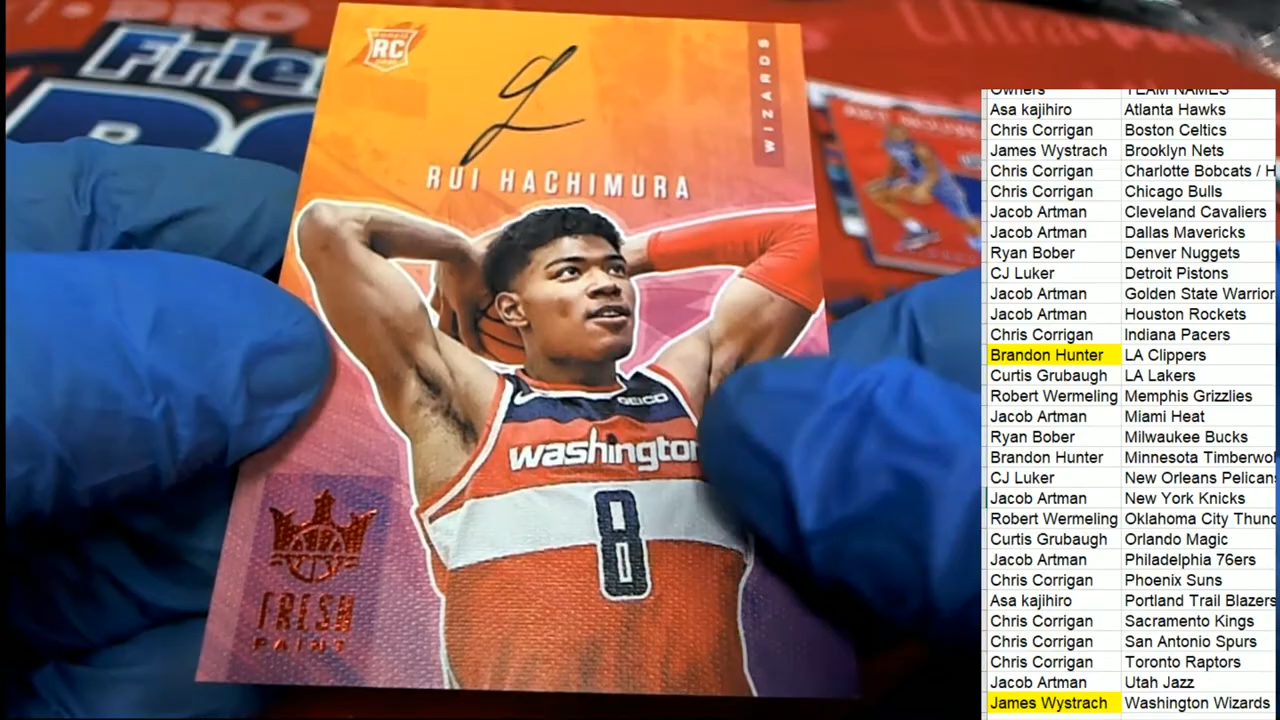 PRO
Frie
Ultra
RC
WIZARDS
RUI HACHIMURA
GEICO
washington
8
FRESH
PAINT
Owners TEAM NAMES
Asa kajihiro Atlanta Hawks
Chris Corrigan Boston Celtics
James Wystrach Brooklyn Nets
Chris Corrigan Charlotte Bobcats / H
Chris Corrigan Chicago Bulls
Jacob Artman Cleveland Cavaliers
Jacob Artman Dallas Mavericks
Ryan Bober Denver Nuggets
CJ Luker Detroit Pistons
Jacob Artman Golden State Warrior
Jacob Artman Houston Rockets
Chris Corrigan Indiana Pacers
Brandon Hunter LA Clippers
Curtis Grubaugh LA Lakers
Robert Wermeling Memphis Grizzlies
Jacob Artman Miami Heat
Ryan Bober Milwaukee Bucks
Brandon Hunter Minnesota Timberwol
CJ Luker New Orleans Pelicans
Jacob Artman New York Knicks
Robert Wermeling Oklahoma City Thund
Curtis Grubaugh Orlando Magic
Jacob Artman Philadelphia 76ers
Chris Corrigan Phoenix Suns
Asa kajihiro Portland Trail Blazers
Chris Corrigan Sacramento Kings
Chris Corrigan San Antonio Spurs
Chris Corrigan Toronto Raptors
Jacob Artman Utah Jazz
James Wystrach Washington Wizards